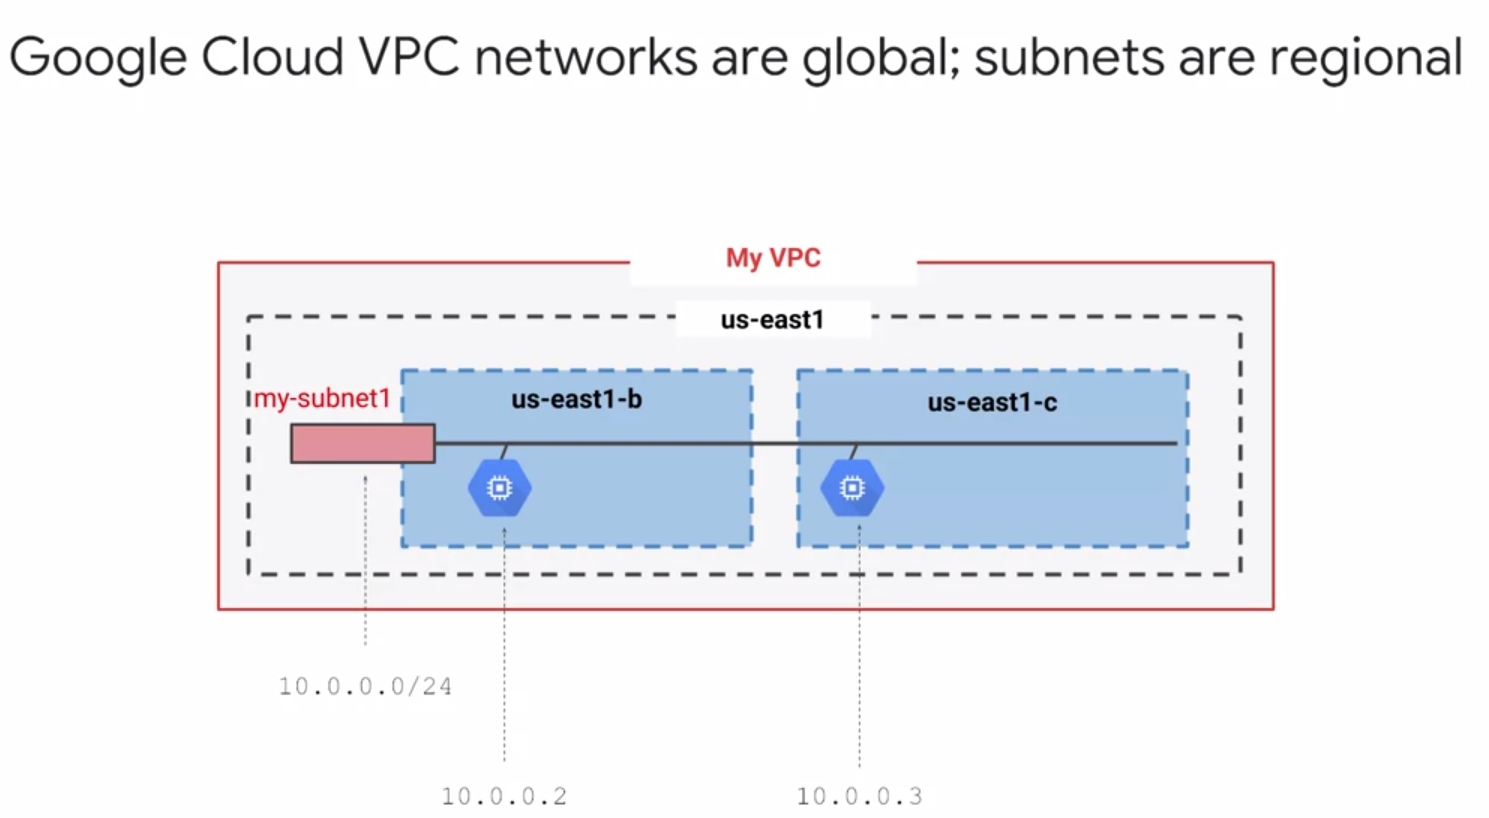 Google Cloud VPC networks are global; subnets are regional
My VPC
us-east1
my-subnet1
us-east1-b
us-east1-c
10.0.0.0/24
10.0.0.2
10.0.0.3